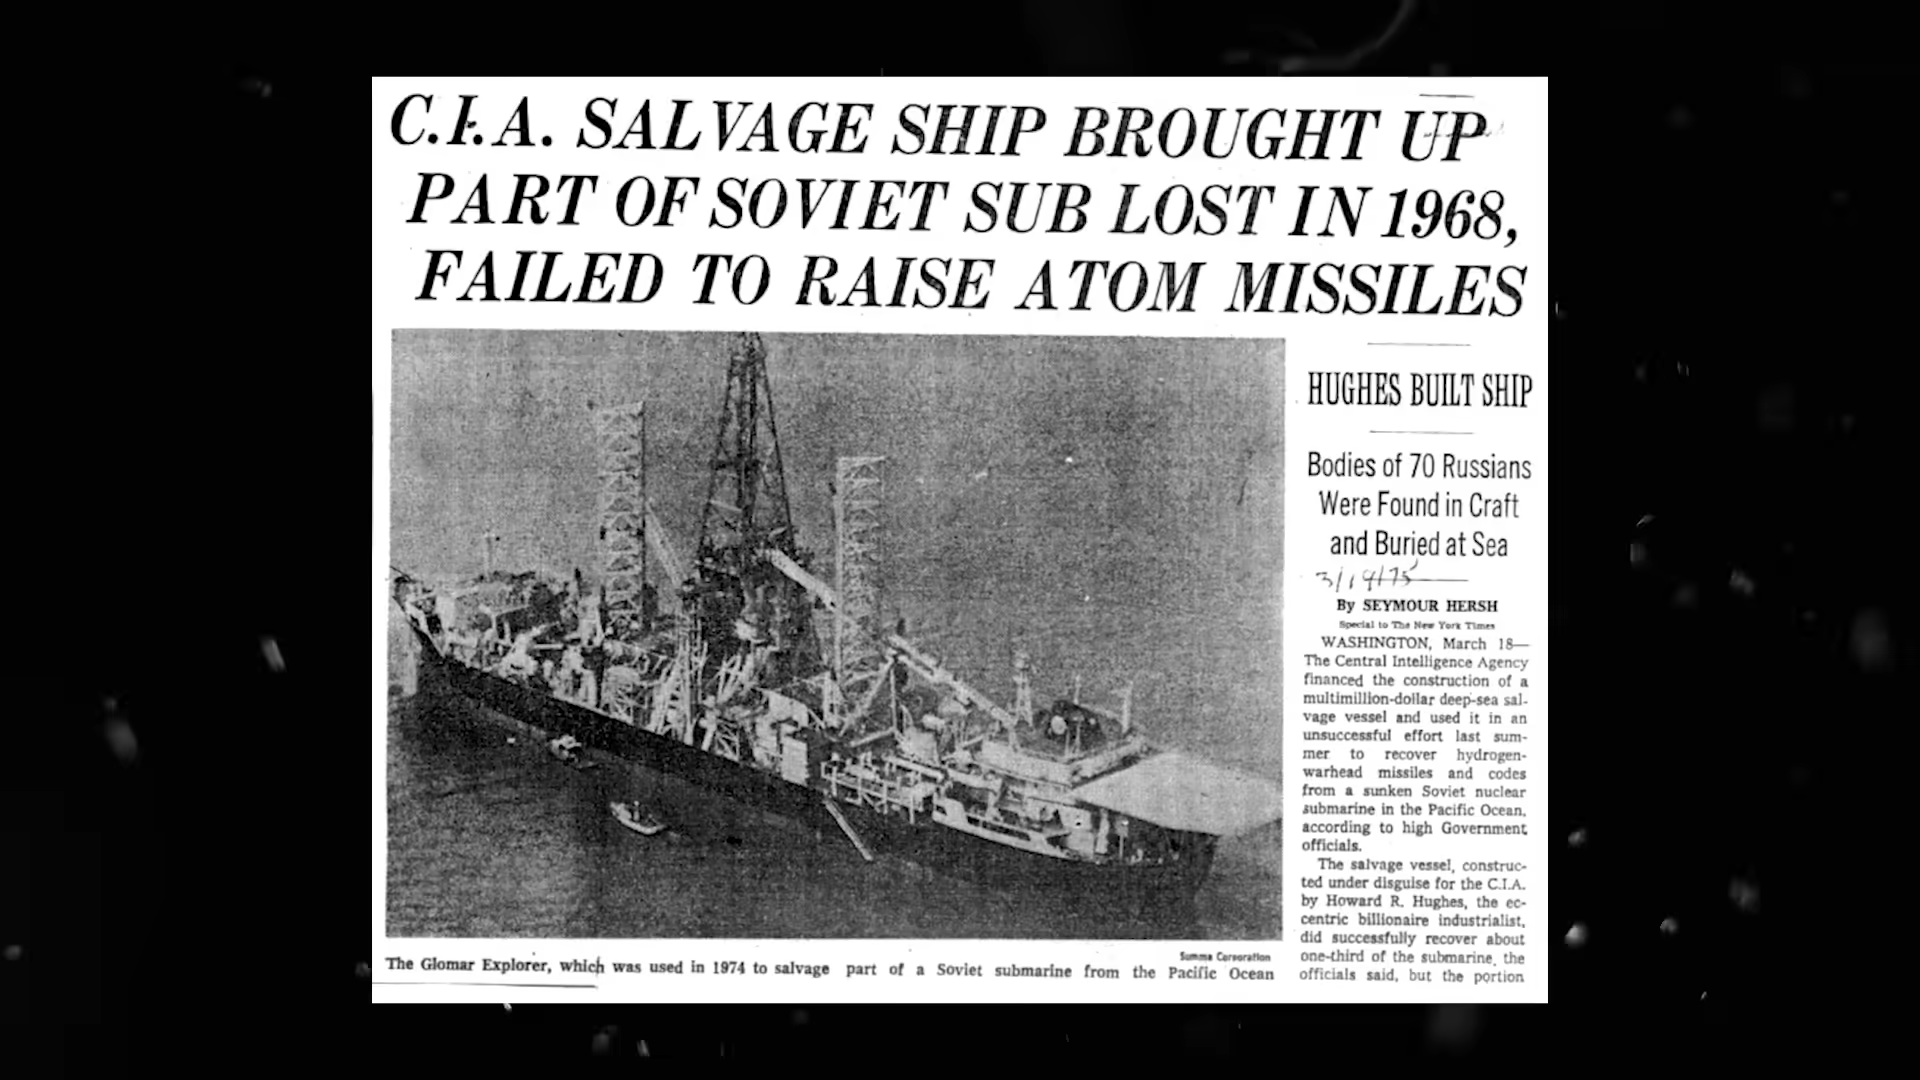 C.I.A. SALVAGE SHIP BROUGHT UP
PART OF SOVIET SUB LOST IN 1968,
FAILED TO RAISE ATOM MISSILES
HUGHES BUILT SHIP
Bodies of 70 Russians
Were Found in Craft
and Buried at Sea
3/19/75
By SEYMOUR HERSH
Special to The New York Times
WASHINGTON, March 18—
The Central Intelligence Agency
financed the construction of a
multimillion-dollar deep-sea sal-
vage vessel and used it in an
unsuccessful effort last sum-
mer to recover hydrogen-
warhead missiles and codes
from a sunken Soviet nuclear
submarine in the Pacific Ocean,
according to high Government
officials.
The salvage vessel, construc-
ted under disguise for the C.I.A.
by Howard R. Hughes, the ec-
centric billionaire industrialist,
did successfully recover about
one-third of the submarine, the
officials said, but the portion
Summa Corporation
The Glomar Explorer, which was used in 1974 to salvage part of a Soviet submarine from the Pacific Ocean